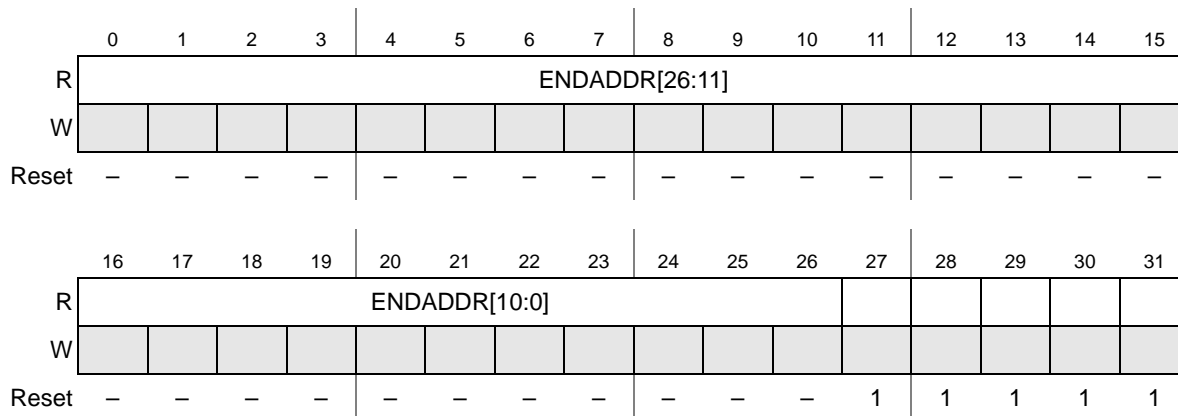 0 1 2 3 4 5 6 7 8 9 10 11 12 13 14 15
R ENDADDR[26:11]
W
Reset – – – – – – – – – – – – – – – –
16 17 18 19 20 21 22 23 24 25 26 27 28 29 30 31
R ENDADDR[10:0]
W
Reset – – – – – – – – – – – 1 1 1 1 1